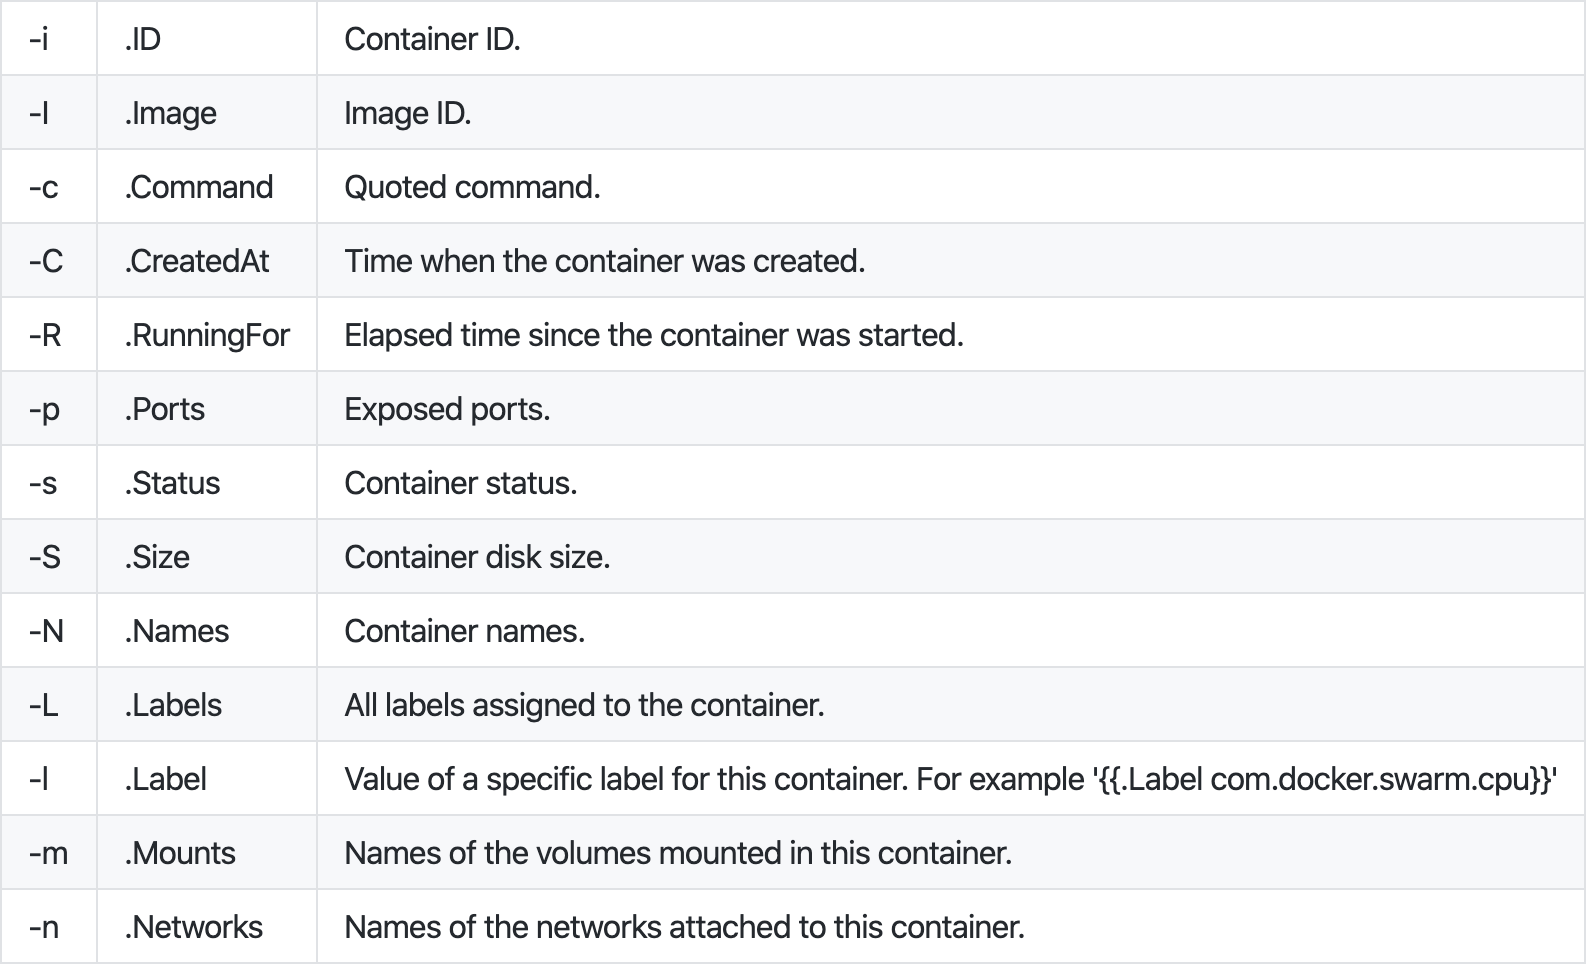 -i .ID Container ID.
-I .Image Image ID.
-c .Command Quoted command.
-C .CreatedAt Time when the container was created.
-R .RunningFor Elapsed time since the container was started.
-p .Ports Exposed ports.
-s .Status Container status.
-S .Size Container disk size.
-N .Names Container names.
-L .Labels All labels assigned to the container.
-l .Label Value of a specific label for this container. For example '{{.Label com.docker.swarm.cpu}}'
-m .Mounts Names of the volumes mounted in this container.
-n .Networks Names of the networks attached to this container.